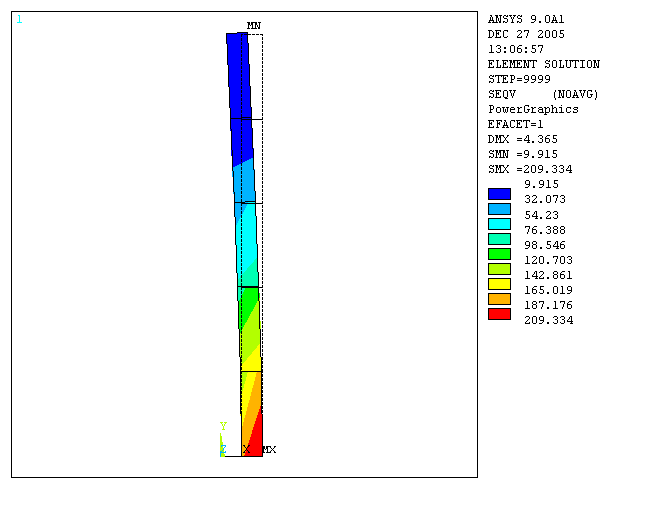 1
MN
Y
Z X MX
ANSYS 9.0A1
DEC 27 2005
13:06:57
ELEMENT SOLUTION
STEP=9999
SEQV (NOAVG)
PowerGraphics
EFACET=1
DMX =4.365
SMN =9.915
SMX =209.334
9.915
32.073
54.23
76.388
98.546
120.703
142.861
165.019
187.176
209.334